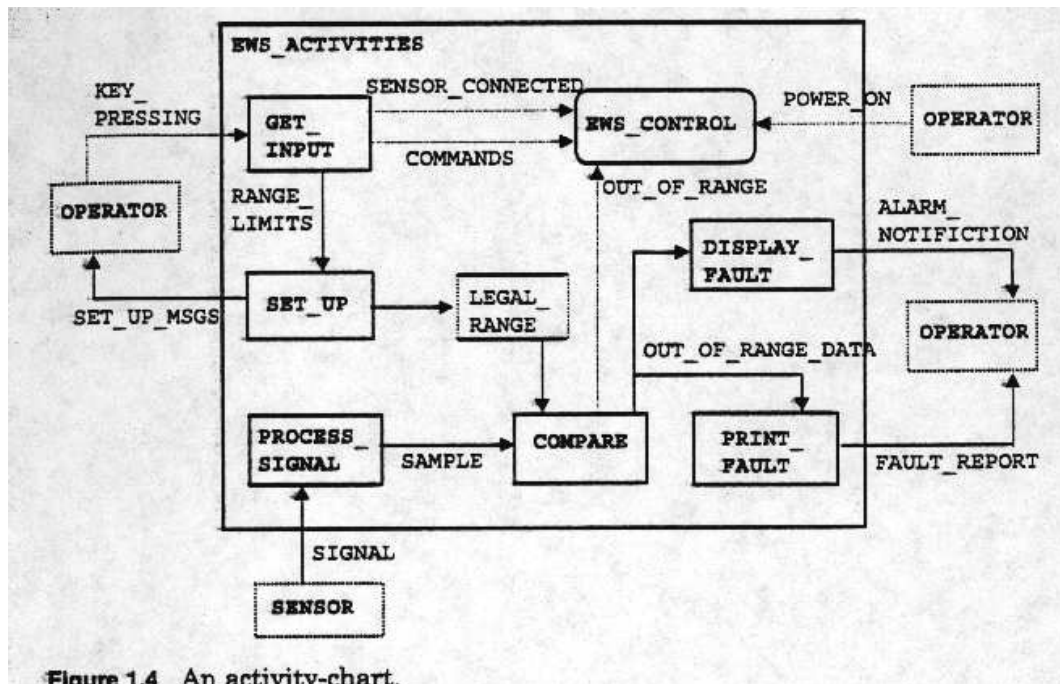 EWS_ACTIVITIES
KEY_
PRESSING
SENSOR_CONNECTED
GET_
INPUT
COMMANDS
EWS_CONTROL
POWER_ON
OPERATOR
OPERATOR
RANGE_
LIMITS
OUT_OF_RANGE
DISPLAY_
FAULT
ALARM_
NOTIFICTION
SET_UP_MSGS
SET_UP
LEGAL_
RANGE
OPERATOR
OUT_OF_RANGE_DATA
PROCESS_
SIGNAL
SAMPLE
COMPARE
PRINT_
FAULT
FAULT_REPORT
SIGNAL
SENSOR
Figure 1.4 An activity-chart.